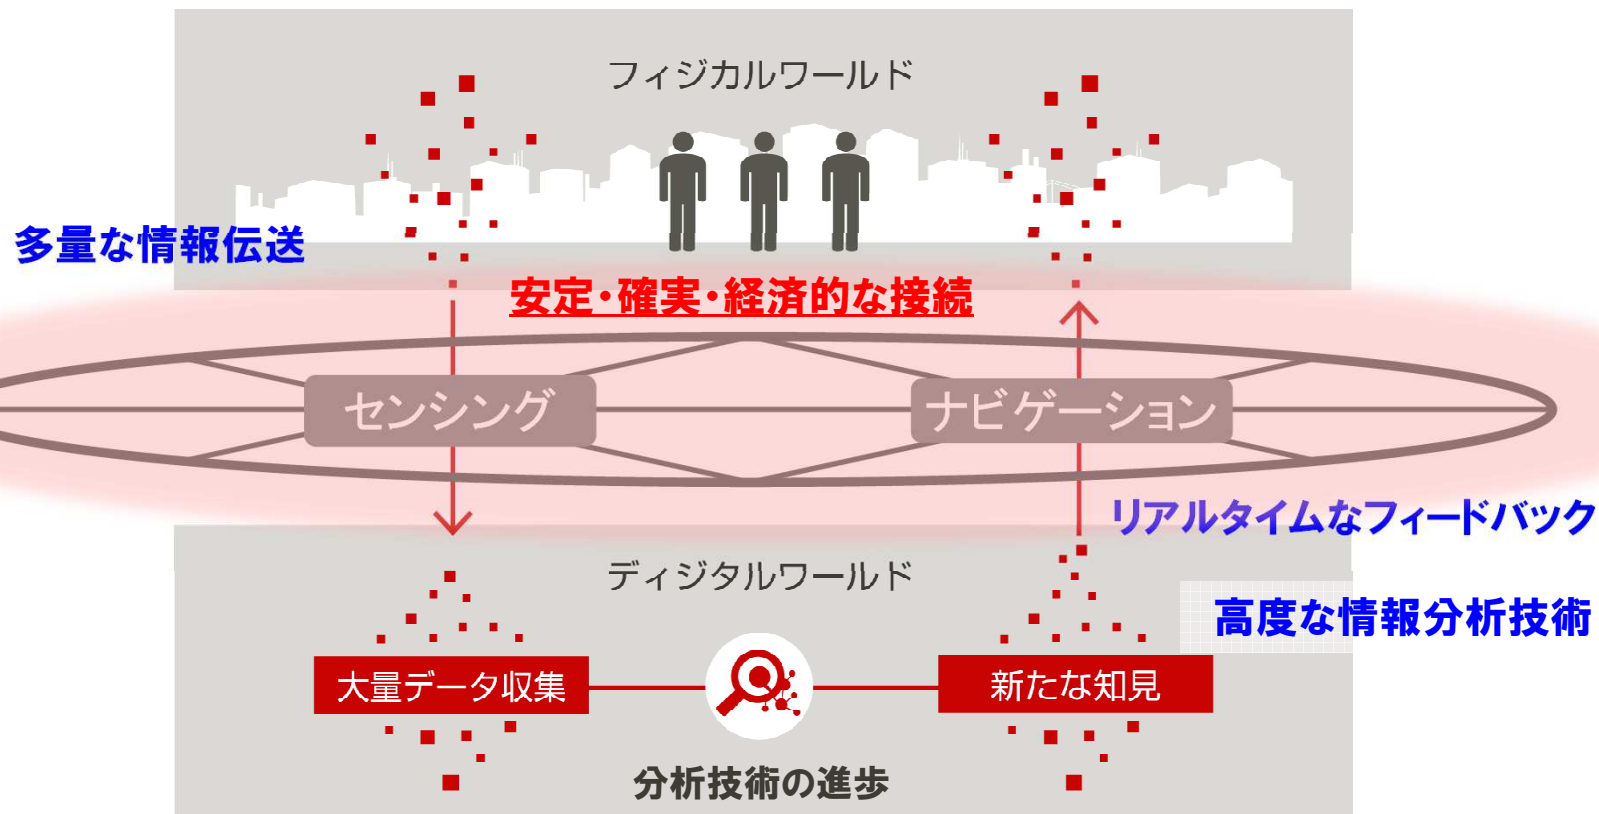 フィジカルワールド
多量な情報伝送
安定・確実・経済的な接続
センシング
ナビゲーション
リアルタイムなフィードバック
ディジタルワールド
高度な情報分析技術
大量データ収集
新たな知見
分析技術の進歩